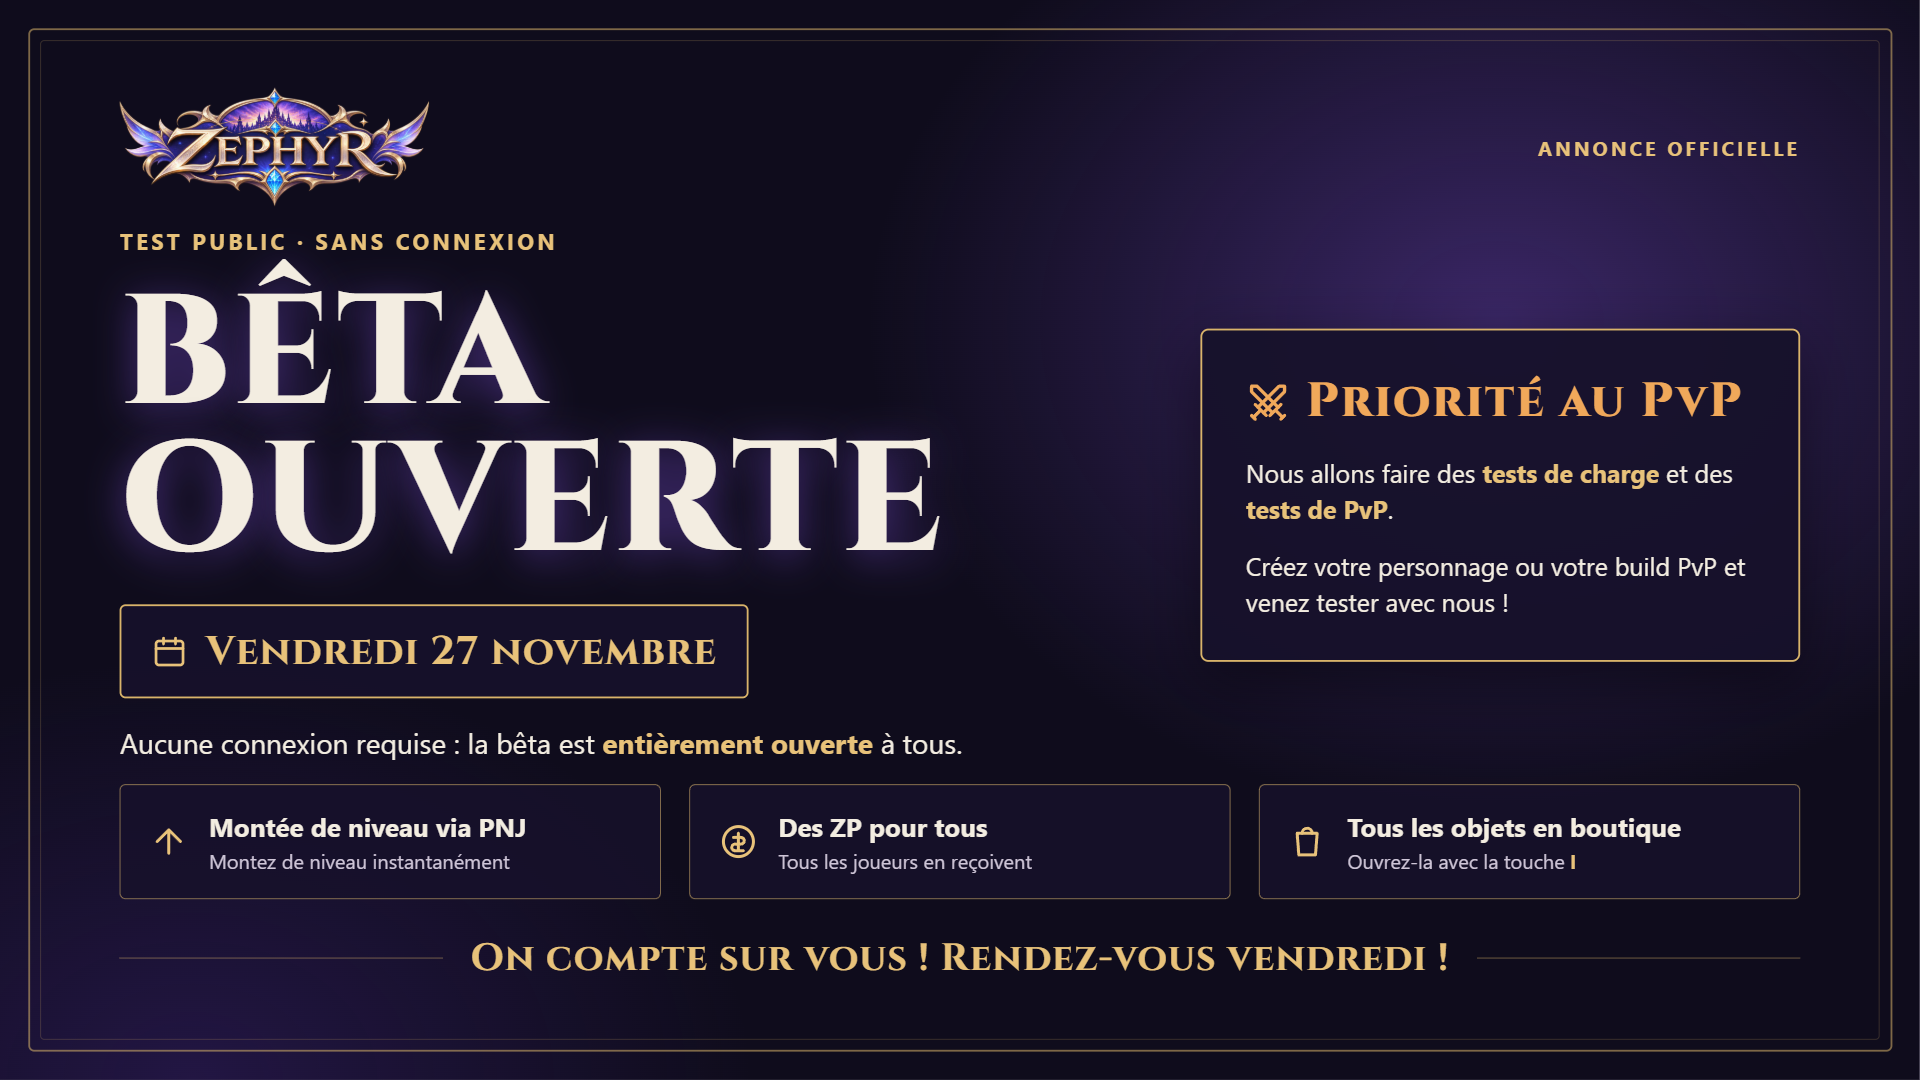 ZEPHYR
ANNONCE OFFICIELLE
TEST PUBLIC · SANS CONNEXION
BÊTA
OUVERTE
VENDREDI 27 NOVEMBRE
Aucune connexion requise : la bêta est entièrement ouverte à tous.
PRIORITÉ AU PVP
Nous allons faire des tests de charge et des
tests de PvP.
Créez votre personnage ou votre build PvP et
venez tester avec nous !
Montée de niveau via PNJ
Montez de niveau instantanément
Des ZP pour tous
Tous les joueurs en reçoivent
Tous les objets en boutique
Ouvrez-la avec la touche I
ON COMPTE SUR VOUS ! RENDEZ-VOUS VENDREDI !